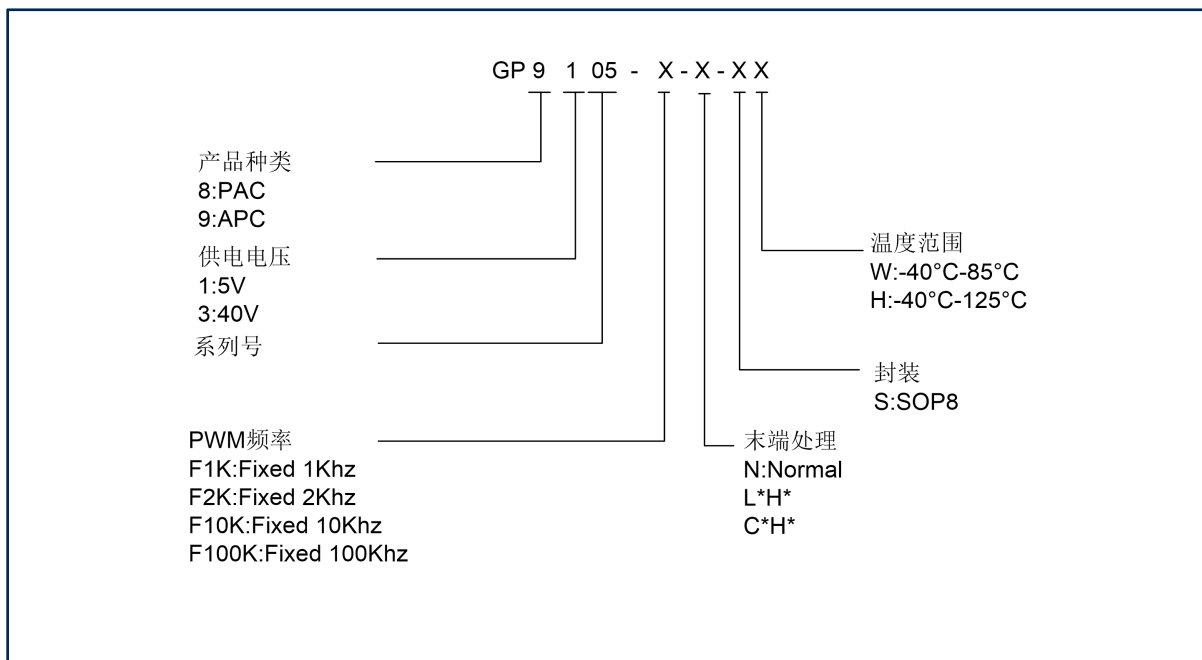 GP 9 1 05 - X - X - X X
产品种类
8:PAC
9:APC
供电电压
1:5V
3:40V
系列号
PWM频率
F1K:Fixed 1Khz
F2K:Fixed 2Khz
F10K:Fixed 10Khz
F100K:Fixed 100Khz
温度范围
W:-40°C-85°C
H:-40°C-125°C
封装
S:SOP8
末端处理
N:Normal
L*H*
C*H*